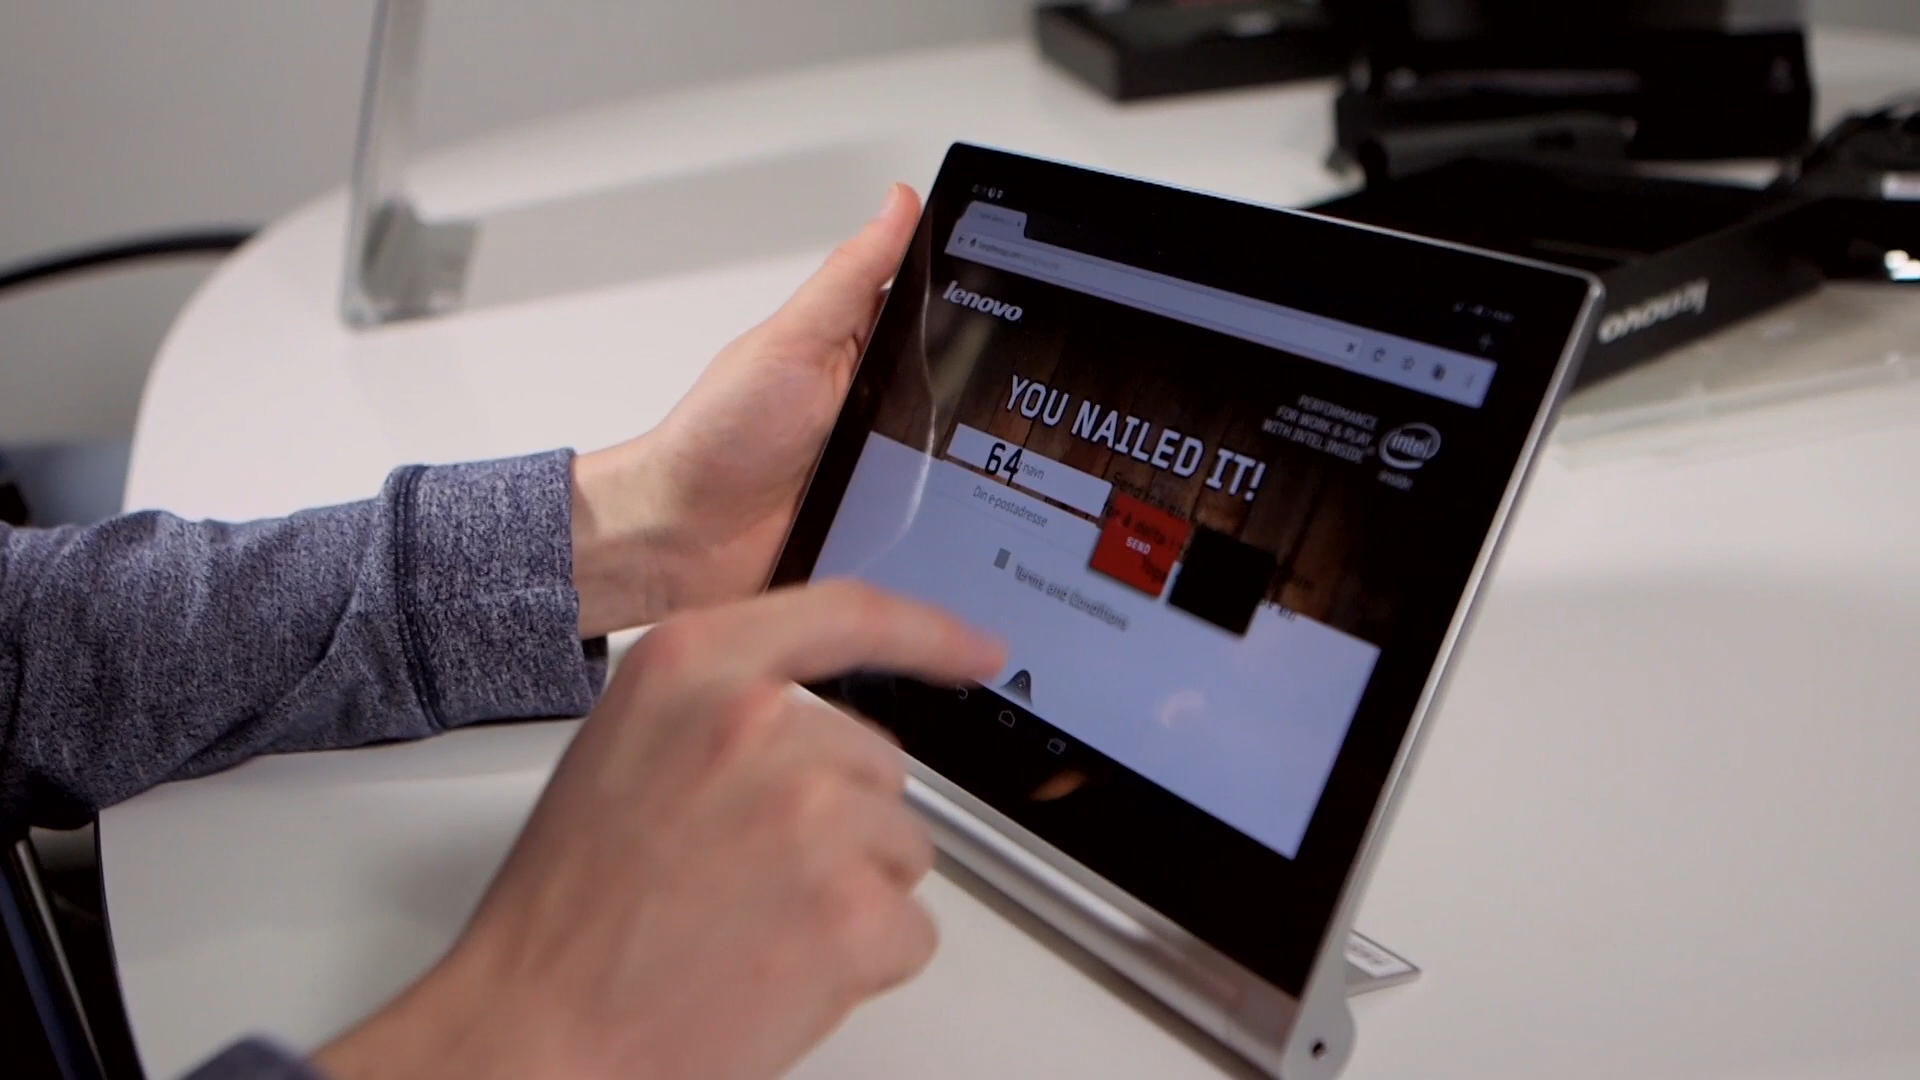 lenovo
YOU NAILED IT!
PERFORMANCE
FOR WORK & PLAY
WITH INTEL INSIDE
intel
inside
64
navn
Din e-postadresse
Send
SEND
Terms and Conditions
lenovo